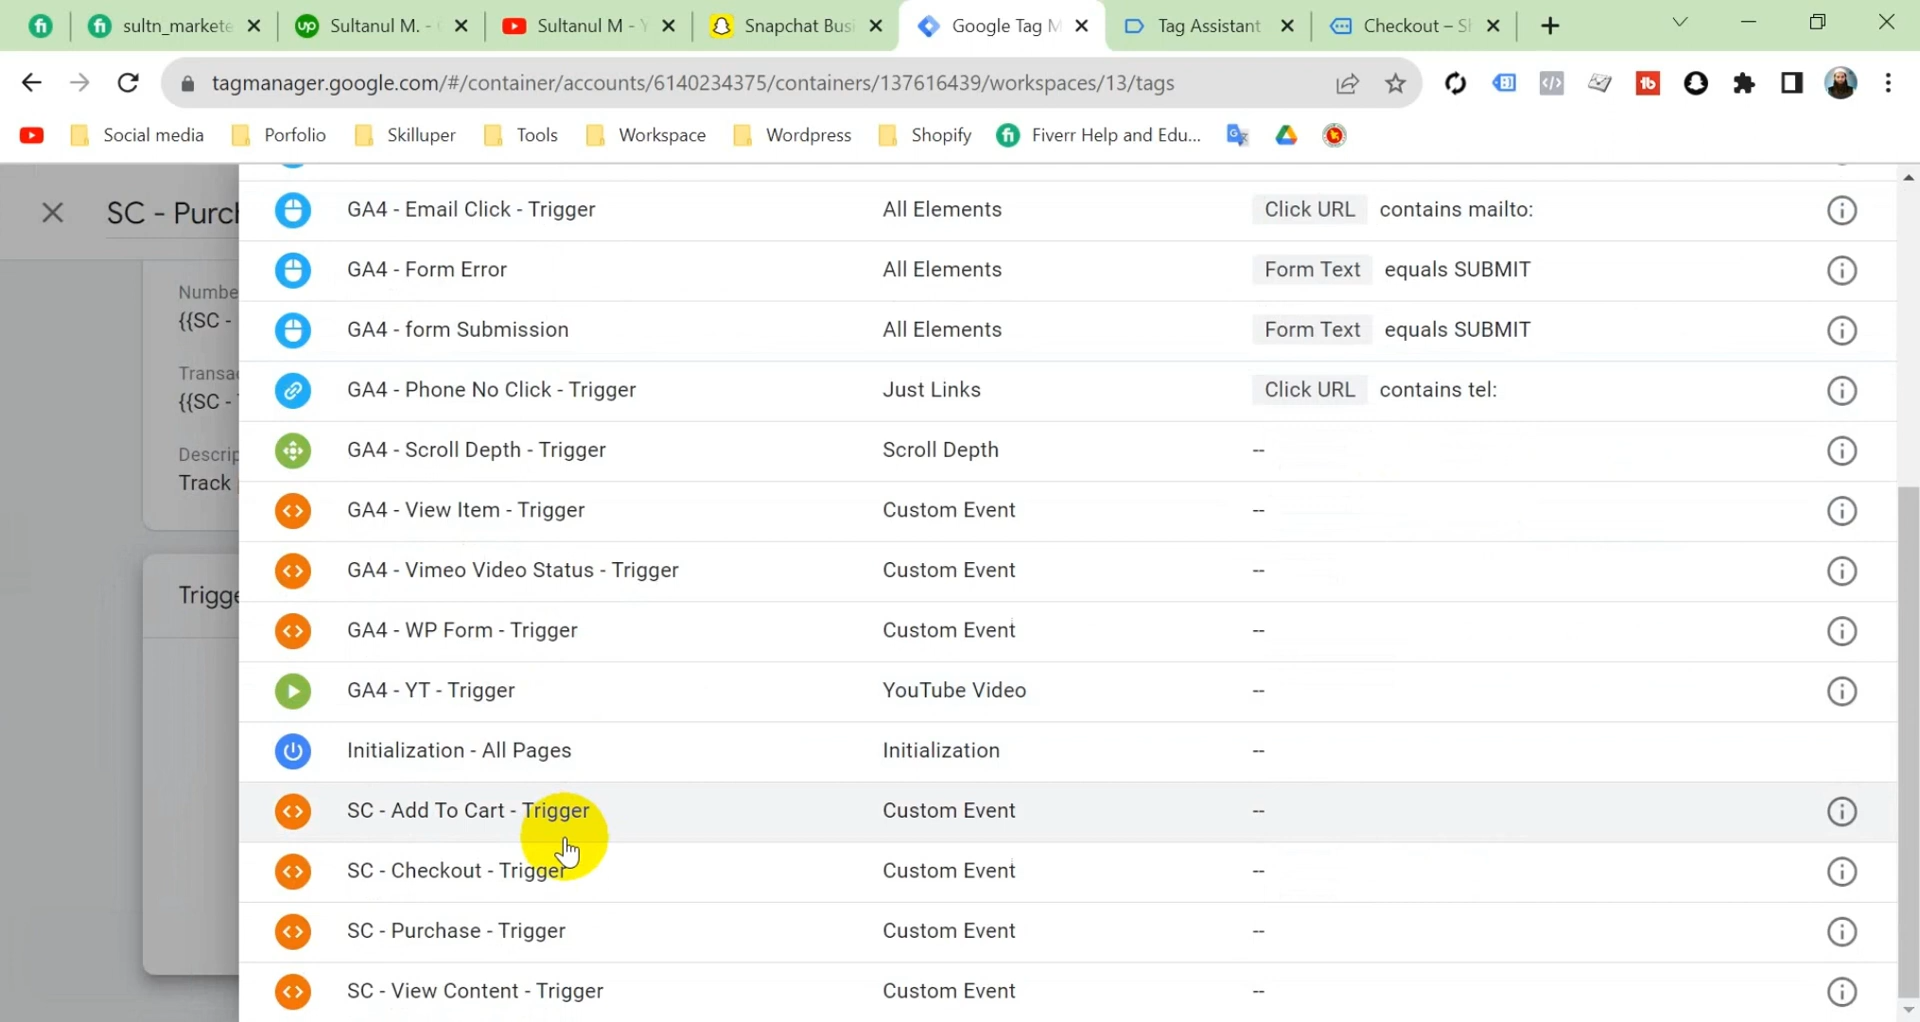 sultn_markete
Sultanul M. -
Sultanul M - Y
Snapchat Busi
Google Tag M
Tag Assistant
Checkout – Sh
tagmanager.google.com/#/container/accounts/6140234375/containers/137616439/workspaces/13/tags
Social media
Porfolio
Skilluper
Tools
Workspace
Wordpress
Shopify
Fiverr Help and Edu...
SC - Purch
Numbe
{{SC -
Transac
{{SC -
Descrip
Track
Trigge
GA4 - Email Click - Trigger All Elements Click URL contains mailto:
GA4 - Form Error All Elements Form Text equals SUBMIT
GA4 - form Submission All Elements Form Text equals SUBMIT
GA4 - Phone No Click - Trigger Just Links Click URL contains tel:
GA4 - Scroll Depth - Trigger Scroll Depth --
GA4 - View Item - Trigger Custom Event --
GA4 - Vimeo Video Status - Trigger Custom Event --
GA4 - WP Form - Trigger Custom Event --
GA4 - YT - Trigger YouTube Video --
Initialization - All Pages Initialization --
SC - Add To Cart - Trigger Custom Event --
SC - Checkout - Trigger Custom Event --
SC - Purchase - Trigger Custom Event --
SC - View Content - Trigger Custom Event --